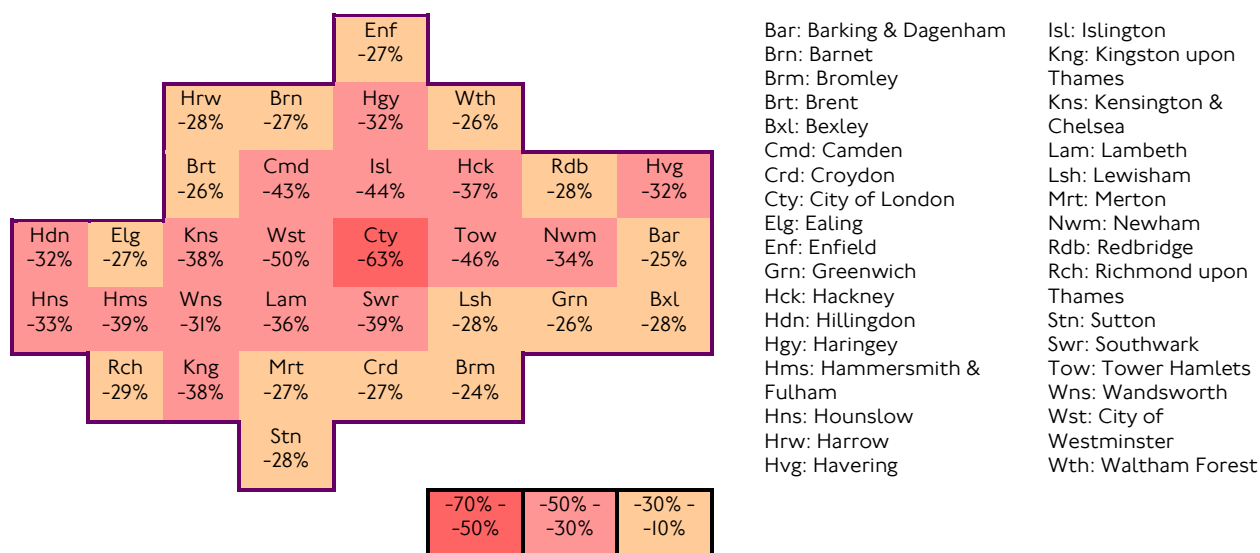 Enf
-27%
Hrw Brn Hgy Wth
-28% -27% -32% -26%
Brt Cmd Isl Hck Rdb Hvg
-26% -43% -44% -37% -28% -32%
Hdn Elg Kns Wst Cty Tow Nwm Bar
-32% -27% -38% -50% -63% -46% -34% -25%
Hns Hms Wns Lam Swr Lsh Grn Bxl
-33% -39% -31% -36% -39% -28% -26% -28%
Rch Kng Mrt Crd Brm
-29% -38% -27% -27% -24%
Stn
-28%
-70% - -50% - -30% -
-50% -30% -10%
Bar: Barking & Dagenham
Brn: Barnet
Brm: Bromley
Brt: Brent
Bxl: Bexley
Cmd: Camden
Crd: Croydon
Cty: City of London
Elg: Ealing
Enf: Enfield
Grn: Greenwich
Hck: Hackney
Hdn: Hillingdon
Hgy: Haringey
Hms: Hammersmith &
Fulham
Hns: Hounslow
Hrw: Harrow
Hvg: Havering
Isl: Islington
Kng: Kingston upon
Thames
Kns: Kensington &
Chelsea
Lam: Lambeth
Lsh: Lewisham
Mrt: Merton
Nwm: Newham
Rdb: Redbridge
Rch: Richmond upon
Thames
Stn: Sutton
Swr: Southwark
Tow: Tower Hamlets
Wns: Wandsworth
Wst: City of
Westminster
Wth: Waltham Forest